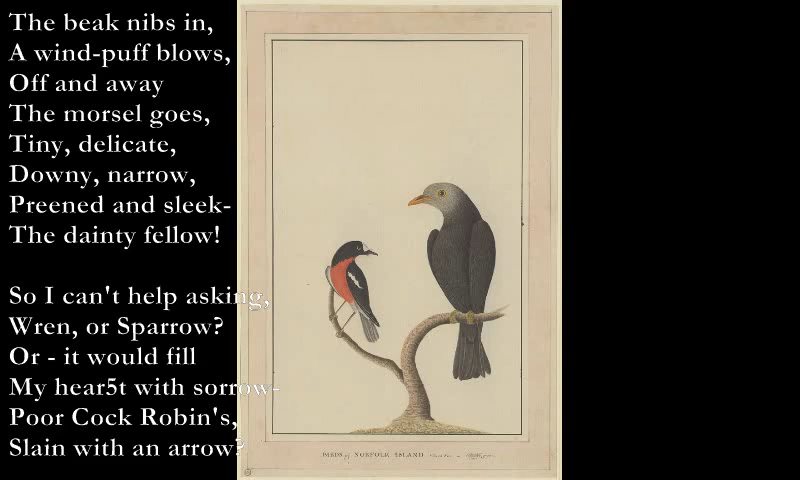 The beak nibs in,
A wind-puff blows,
Off and away
The morsel goes,
Tiny, delicate,
Downy, narrow,
Preened and sleek-
The dainty fellow!
So I can't help asking,
Wren, or Sparrow?
Or - it would fill
My hear5t with sorrow-
Poor Cock Robin's,
Slain with an arrow?
BIRDS of NORFOLK ISLAND